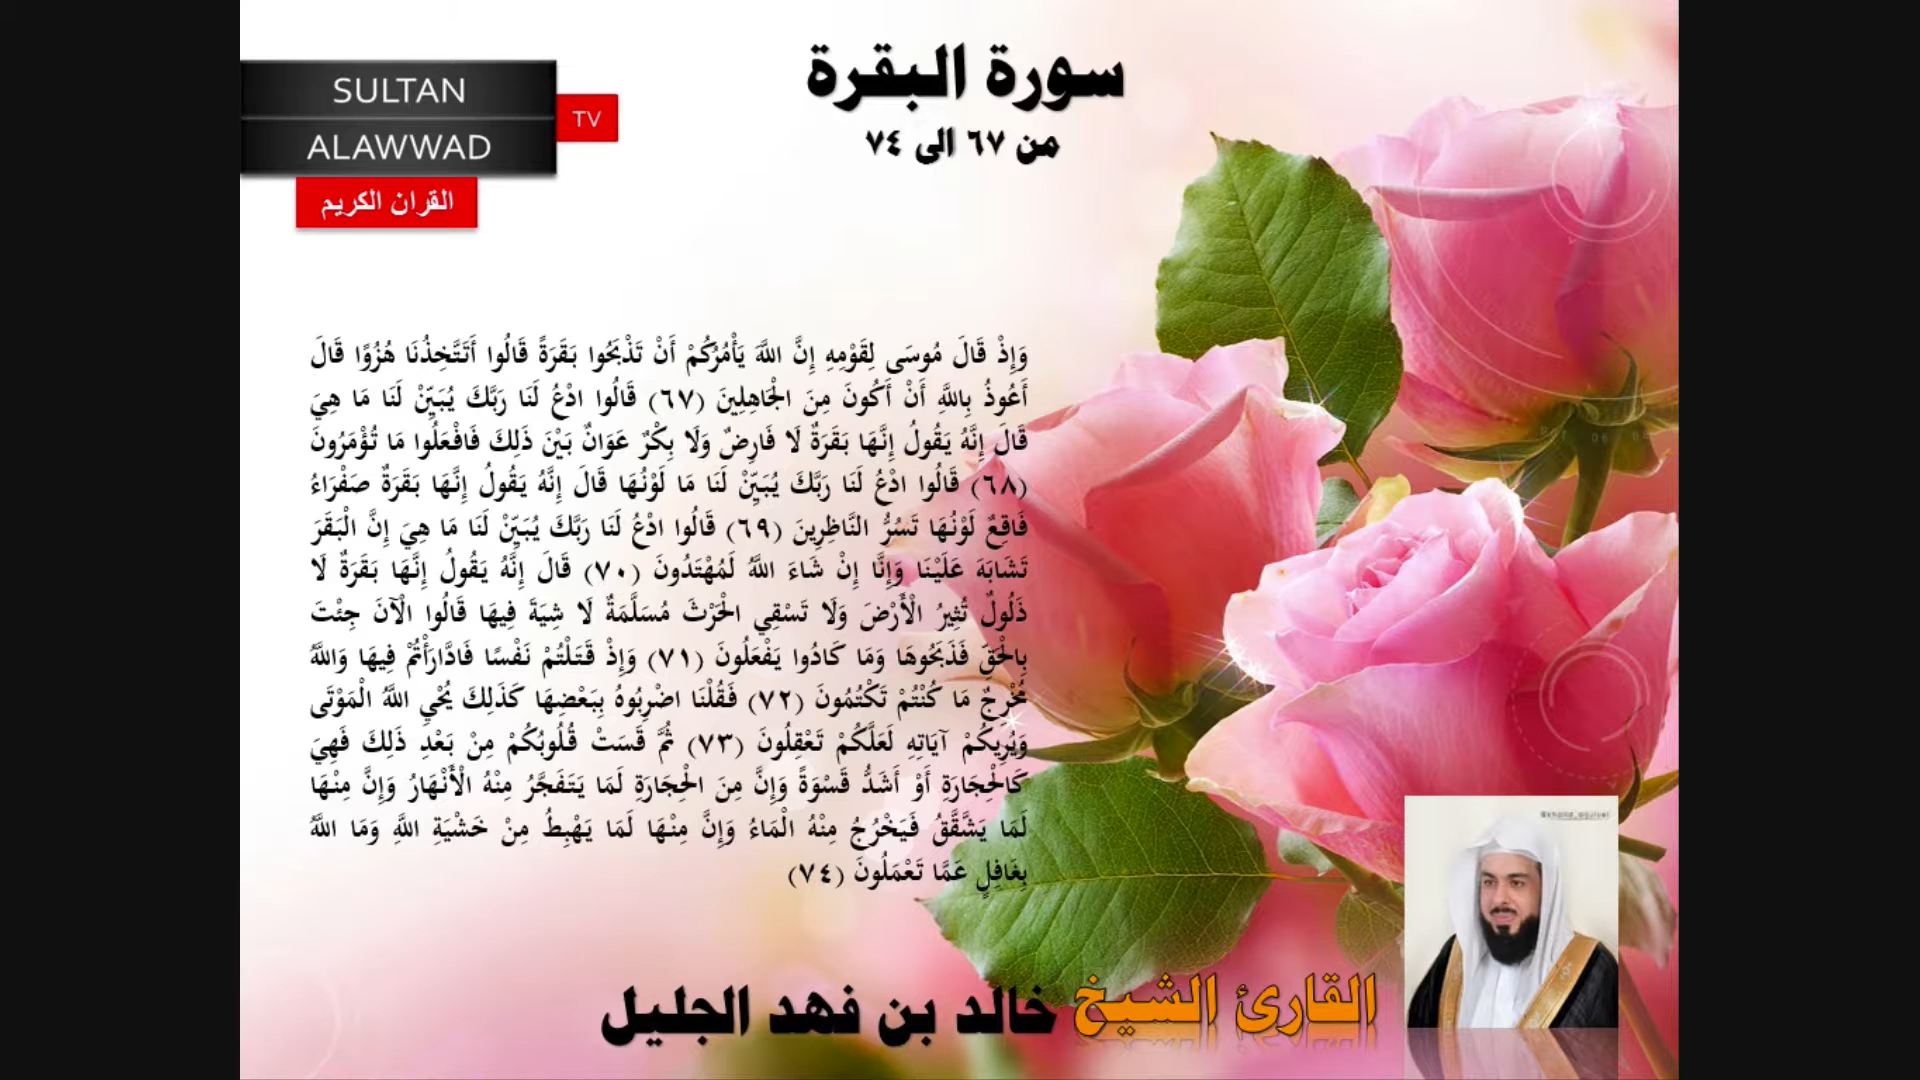 SULTAN
ALAWWAD
TV
القران الكريم
سورة البقرة
من ٦٧ الى ٧٤
وَإِذْ قَالَ مُوسَى لِقَوْمِهِ إِنَّ اللَّهَ يَأْمُرُكُمْ أَنْ تَذْبَحُوا بَقَرَةً قَالُوا أَتَتَّخِذُنَا هُزُوًا قَالَ
أَعُوذُ بِاللَّهِ أَنْ أَكُونَ مِنَ الْجَاهِلِينَ (٦٧) قَالُوا ادْعُ لَنَا رَبَّكَ يُبَيِّنْ لَنَا مَا هِيَ
قَالَ إِنَّهُ يَقُولُ إِنَّهَا بَقَرَةٌ لَا فَارِضٌ وَلَا بِكْرٌ عَوَانٌ بَيْنَ ذَلِكَ فَافْعَلُوا مَا تُؤْمَرُونَ
(٦٨) قَالُوا ادْعُ لَنَا رَبَّكَ يُبَيِّنْ لَنَا مَا لَوْنُهَا قَالَ إِنَّهُ يَقُولُ إِنَّهَا بَقَرَةٌ صَفْرَاءُ
فَاقِعٌ لَوْنُهَا تَسُرُّ النَّاظِرِينَ (٦٩) قَالُوا ادْعُ لَنَا رَبَّكَ يُبَيِّنْ لَنَا مَا هِيَ إِنَّ الْبَقَرَ
تَشَابَهَ عَلَيْنَا وَإِنَّا إِنْ شَاءَ اللَّهُ لَمُهْتَدُونَ (٧٠) قَالَ إِنَّهُ يَقُولُ إِنَّهَا بَقَرَةٌ لَا
ذَلُولٌ تُثِيرُ الْأَرْضَ وَلَا تَسْقِي الْحَرْثَ مُسَلَّمَةٌ لَا شِيَةَ فِيهَا قَالُوا الْآنَ جِئْتَ
بِالْحَقِّ فَذَبَحُوهَا وَمَا كَادُوا يَفْعَلُونَ (٧١) وَإِذْ قَتَلْتُمْ نَفْسًا فَادَّارَأْتُمْ فِيهَا وَاللَّهُ
مُخْرِجٌ مَا كُنْتُمْ تَكْتُمُونَ (٧٢) فَقُلْنَا اضْرِبُوهُ بِبَعْضِهَا كَذَلِكَ يُحْيِ اللَّهُ الْمَوْتَى
وَيُرِيكُمْ آيَاتِهِ لَعَلَّكُمْ تَعْقِلُونَ (٧٣) ثُمَّ قَسَتْ قُلُوبُكُمْ مِنْ بَعْدِ ذَلِكَ فَهِيَ
كَالْحِجَارَةِ أَوْ أَشَدُّ قَسْوَةً وَإِنَّ مِنَ الْحِجَارَةِ لَمَا يَتَفَجَّرُ مِنْهُ الْأَنْهَارُ وَإِنَّ مِنْهَا
لَمَا يَشَّقَّقُ فَيَخْرُجُ مِنْهُ الْمَاءُ وَإِنَّ مِنْهَا لَمَا يَهْبِطُ مِنْ خَشْيَةِ اللَّهِ وَمَا اللَّهُ
بِغَافِلٍ عَمَّا تَعْمَلُونَ (٧٤)
القارئ الشيخ خالد بن فهد الجليل